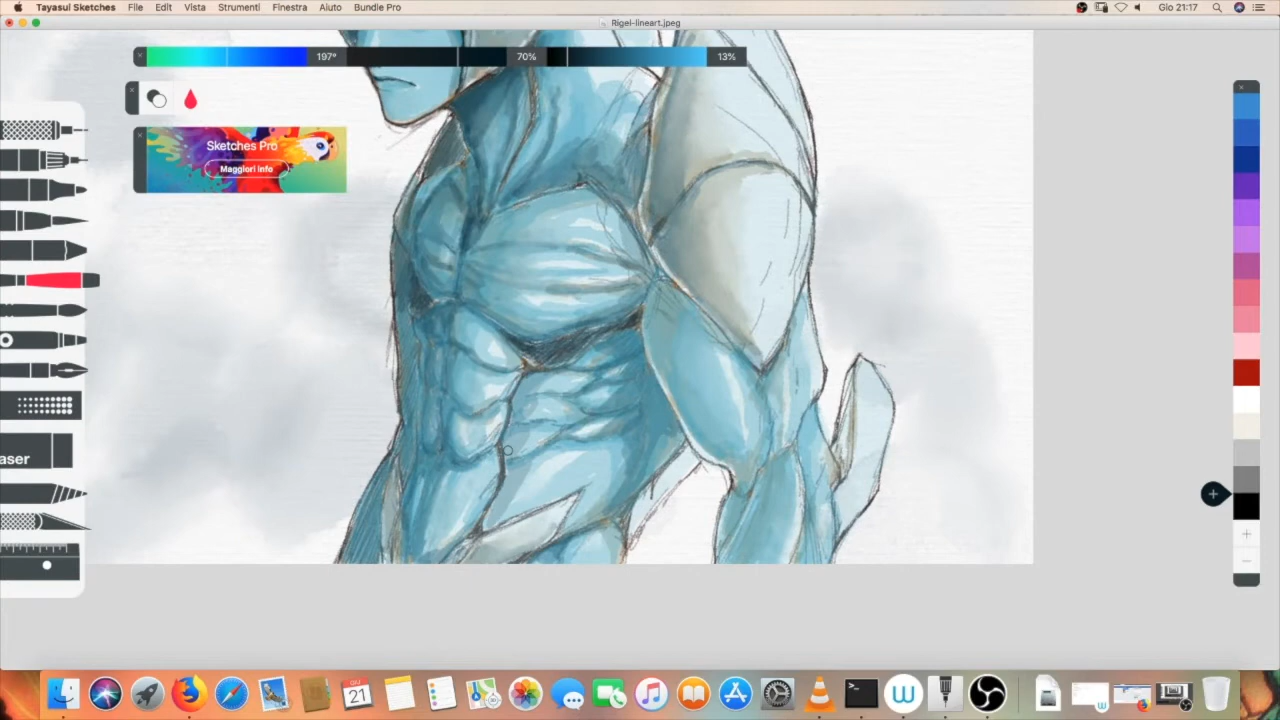 Tayasui Sketches File Edit Vista Strumenti Finestra Aiuto Bundle Pro Gio 21:17
Rigel-lineart.jpeg
197° 70% 13%
Sketches Pro
Maggiori info
aser
GIU
21
W